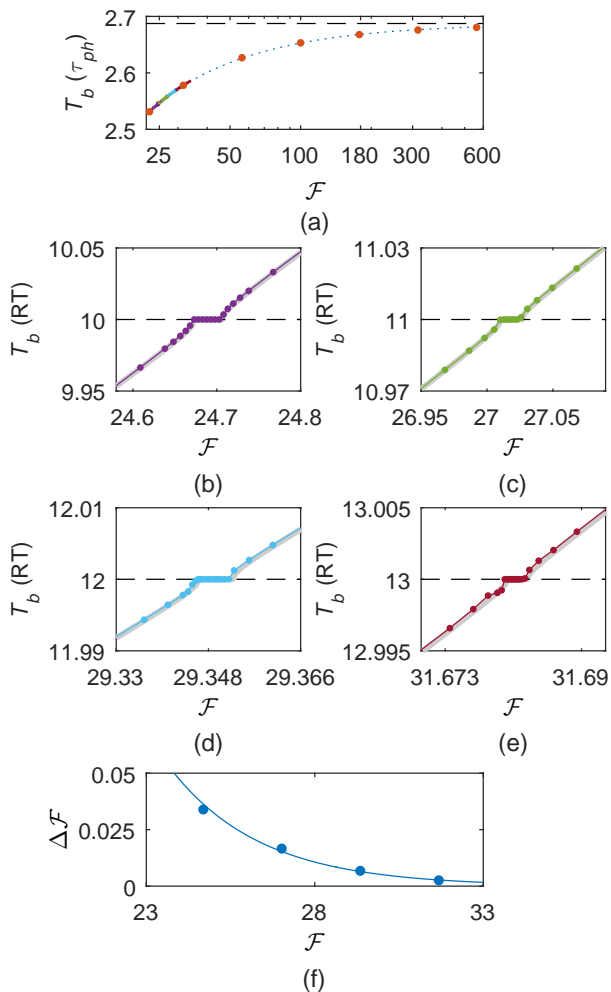 2.7
2.6
2.5
T_b (τ_ph)
25 50 100 180 300 600
ℱ
(a)
10.05
10
9.95
T_b (RT)
24.6 24.7 24.8
ℱ
(b)
11.03
11
10.97
T_b (RT)
26.95 27 27.05
ℱ
(c)
12.01
12
11.99
T_b (RT)
29.33 29.348 29.366
ℱ
(d)
13.005
13
12.995
T_b (RT)
31.673 31.69
ℱ
(e)
0.05
0.025
0
Δℱ
23 28 33
ℱ
(f)